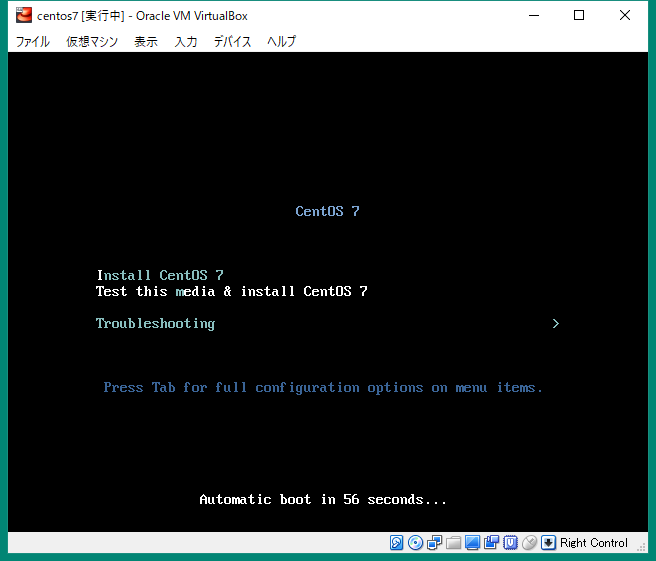 centos7 [実行中] - Oracle VM VirtualBox
ファイル 仮想マシン 表示 入力 デバイス ヘルプ
CentOS 7
Install CentOS 7
Test this media & install CentOS 7
Troubleshooting >
Press Tab for full configuration options on menu items.
Automatic boot in 56 seconds...
Right Control